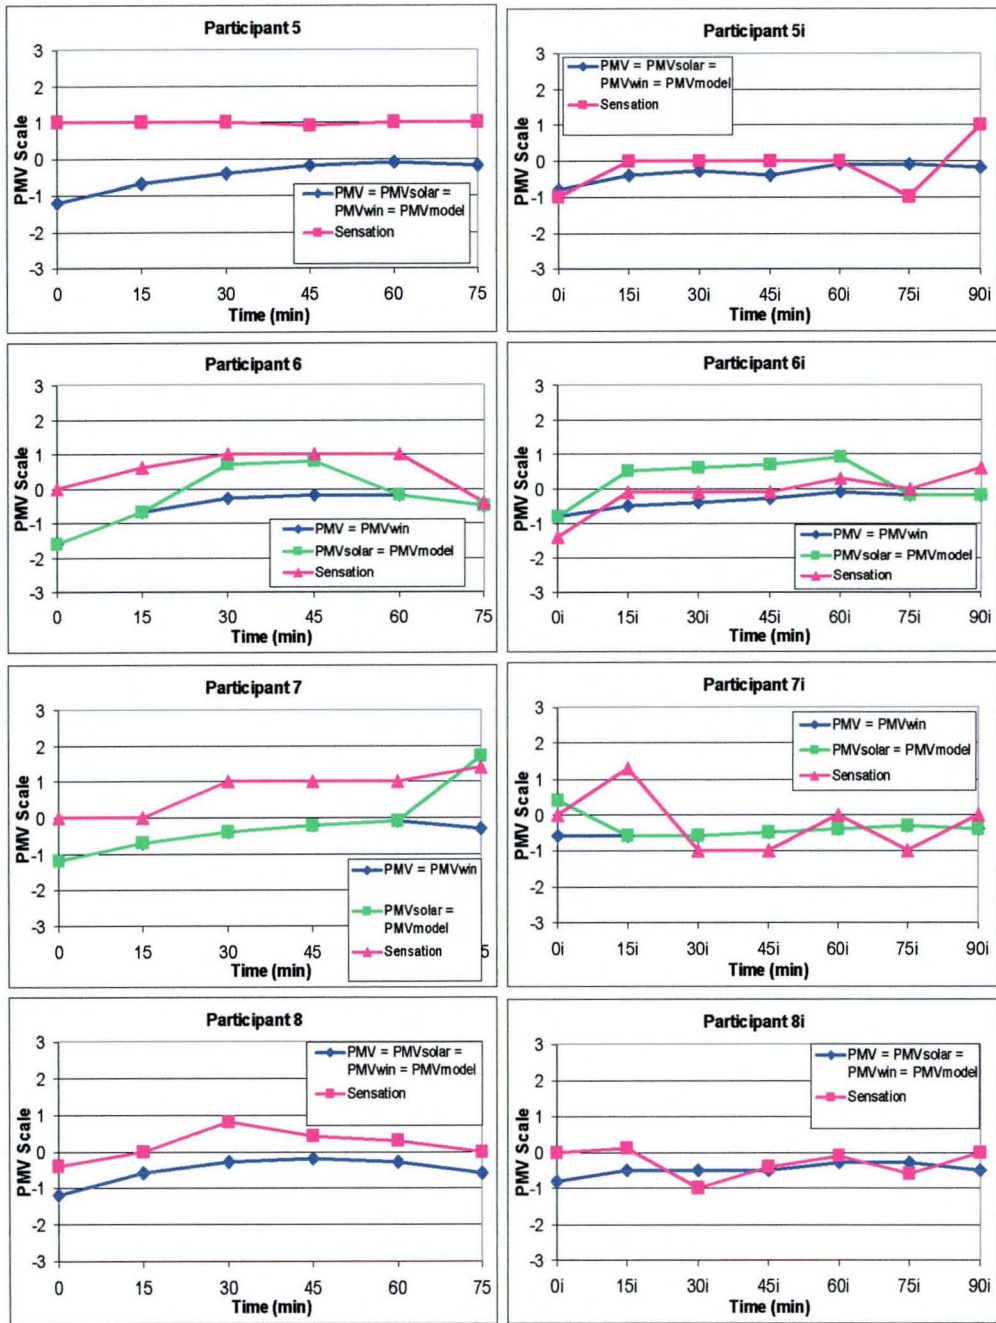 Participant 5
PMV Scale
3
2
1
0
-1
-2
-3
PMV = PMVsolar =
PMVwin = PMVmodel
Sensation
0 15 30 45 60 75
Time (min)
Participant 5i
PMV Scale
3
2
1
0
-1
-2
-3
PMV = PMVsolar =
PMVwin = PMVmodel
Sensation
0i 15i 30i 45i 60i 75i 90i
Time (min)
Participant 6
PMV Scale
3
2
1
0
-1
-2
-3
PMV = PMVwin
PMVsolar = PMVmodel
Sensation
0 15 30 45 60 75
Time (min)
Participant 6i
PMV Scale
3
2
1
0
-1
-2
-3
PMV = PMVwin
PMVsolar = PMVmodel
Sensation
0i 15i 30i 45i 60i 75i 90i
Time (min)
Participant 7
PMV Scale
3
2
1
0
-1
-2
-3
PMV = PMVwin
PMVsolar =
PMVmodel
Sensation
0 15 30 45 5
Time (min)
Participant 7i
PMV Scale
3
2
1
0
-1
-2
-3
PMV = PMVwin
PMVsolar = PMVmodel
Sensation
0i 15i 30i 45i 60i 75i 90i
Time (min)
Participant 8
PMV Scale
3
2
1
0
-1
-2
-3
PMV = PMVsolar =
PMVwin = PMVmodel
Sensation
0 15 30 45 60 75
Time (min)
Participant 8i
PMV Scale
3
2
1
0
-1
-2
-3
PMV = PMVsolar =
PMVwin = PMVmodel
Sensation
0i 15i 30i 45i 60i 75i 90i
Time (min)